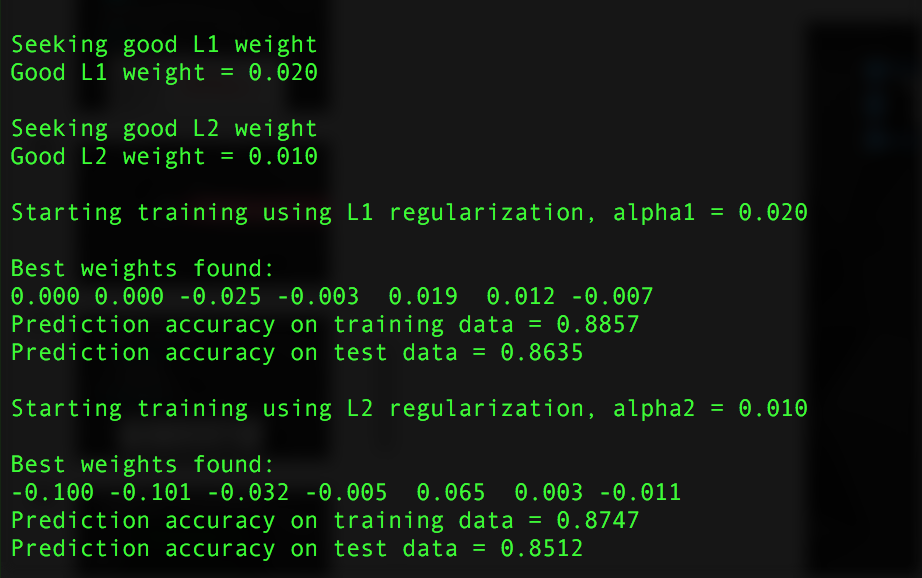 Seeking good L1 weight
Good L1 weight = 0.020
Seeking good L2 weight
Good L2 weight = 0.010
Starting training using L1 regularization, alpha1 = 0.020
Best weights found:
0.000 0.000 -0.025 -0.003  0.019  0.012 -0.007
Prediction accuracy on training data = 0.8857
Prediction accuracy on test data = 0.8635
Starting training using L2 regularization, alpha2 = 0.010
Best weights found:
-0.100 -0.101 -0.032 -0.005  0.065  0.003 -0.011
Prediction accuracy on training data = 0.8747
Prediction accuracy on test data = 0.8512